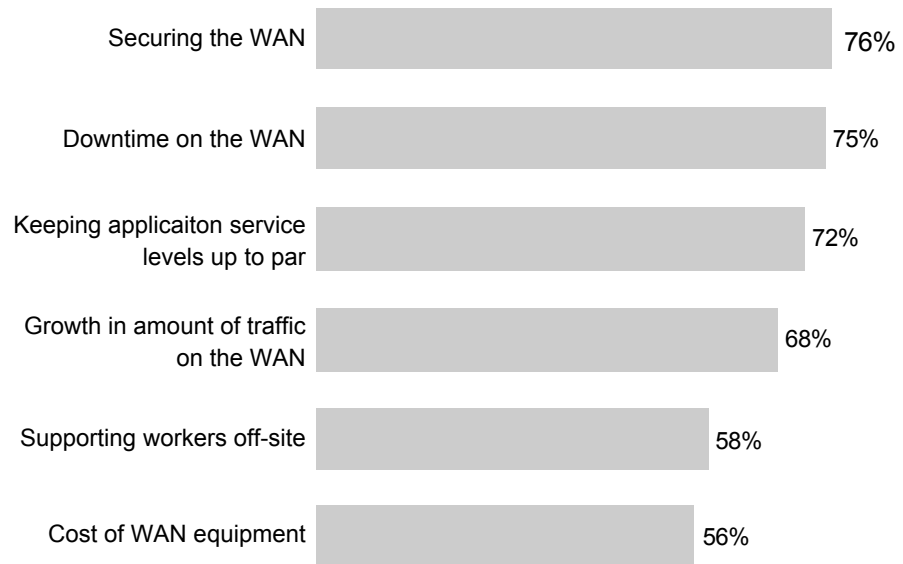 Securing the WAN
76%
Downtime on the WAN
75%
Keeping applicaiton service
levels up to par
72%
Growth in amount of traffic
on the WAN
68%
Supporting workers off-site
58%
Cost of WAN equipment
56%